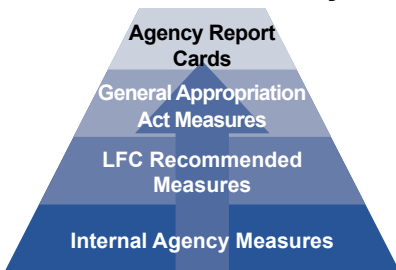 Agency Report
Cards
General Appropriation
Act Measures
LFC Recommended
Measures
Internal Agency Measures